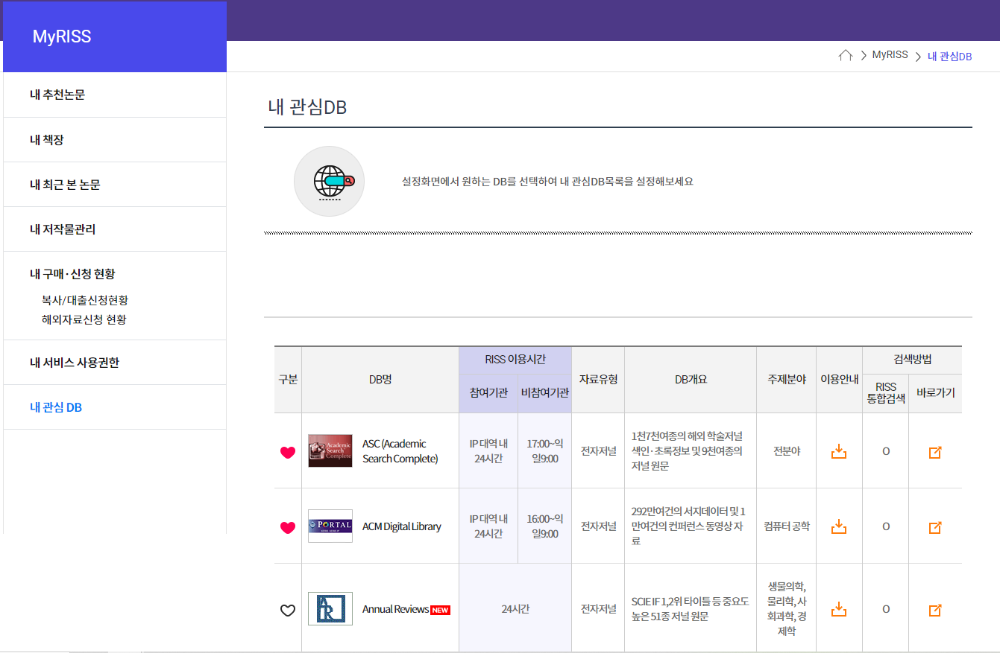 MyRISS
MyRISS
내 관심DB
내 추천논문
내 책장
내 최근 본 논문
내 저작물관리
내 구매·신청 현황
복사/대출신청현황
해외자료신청 현황
내 서비스 사용권한
내 관심 DB
내 관심DB
설정화면에서 원하는 DB를 선택하여 내 관심DB목록을 설정해보세요
구분
DB명
RISS 이용시간
참여기관
비참여기관
자료유형
DB개요
주제분야
이용안내
검색방법
RISS
통합검색
바로가기
Academic
Search
Complete
ASC (Academic
Search Complete)
IP 대역 내
24시간
17:00~익
일9:00
전자저널
1천7천여종의 해외 학술저널
색인·초록정보 및 9천여종의
저널 원문
전분야
O
PORTAL
ACM Digital Library
IP 대역 내
24시간
16:00~익
일9:00
전자저널
292만여건의 서지데이터 및 1
만여건의 컨퍼런스 동영상 자
료
컴퓨터 공학
O
AR
Annual Reviews NEW
24시간
전자저널
SCIE IF 1,2위 타이틀 등 중요도
높은 51종 저널 원문
생물의학,
물리학, 사
회과학, 경
제학
O